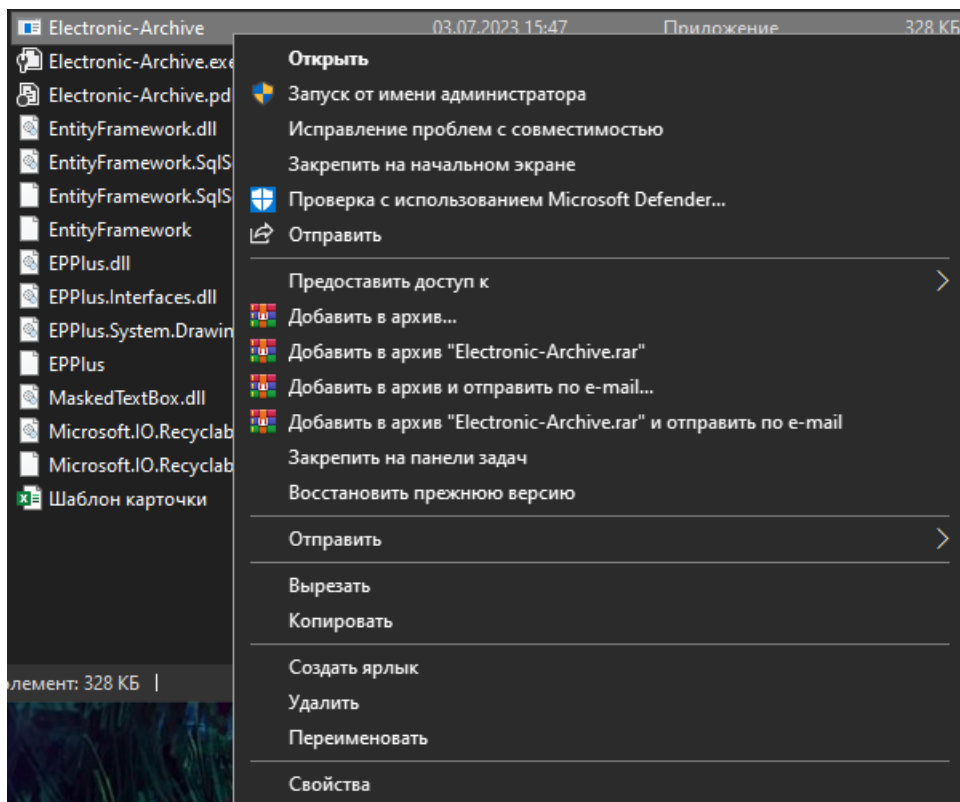 Electronic-Archive 03.07.2023 15:47 Приложение 328 КБ
Electronic-Archive.exe
Electronic-Archive.pd
EntityFramework.dll
EntityFramework.SqlS
EntityFramework.SqlS
EntityFramework
EPPlus.dll
EPPlus.Interfaces.dll
EPPlus.System.Drawin
EPPlus
MaskedTextBox.dll
Microsoft.IO.Recyclab
Microsoft.IO.Recyclab
Шаблон карточки
элемент: 328 КБ
Открыть
Запуск от имени администратора
Исправление проблем с совместимостью
Закрепить на начальном экране
Проверка с использованием Microsoft Defender...
Отправить
Предоставить доступ к
Добавить в архив...
Добавить в архив "Electronic-Archive.rar"
Добавить в архив и отправить по e-mail...
Добавить в архив "Electronic-Archive.rar" и отправить по e-mail
Закрепить на панели задач
Восстановить прежнюю версию
Отправить
Вырезать
Копировать
Создать ярлык
Удалить
Переименовать
Свойства